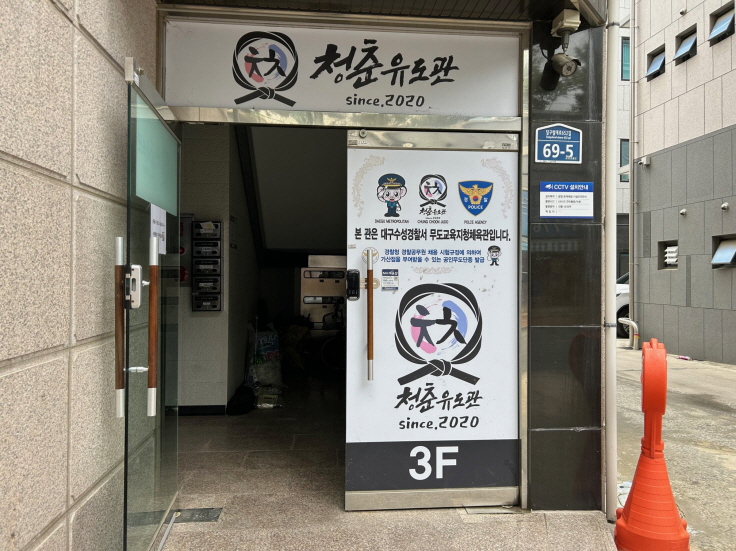 청춘유도관
since.2020
69-5
CCTV 설치안내
DAEGU METROPOLITAN
CHUNG CHOON JUDO
POLICE
POLICE AGENCY
본 관은 대구수성경찰서 무도교육지정체육관입니다.
경찰청 경찰공무원 채용 시험규정에 의하여
가산점을 부여받을 수 있는 공인무도단증 발급
청춘유도관
since.2020
3F